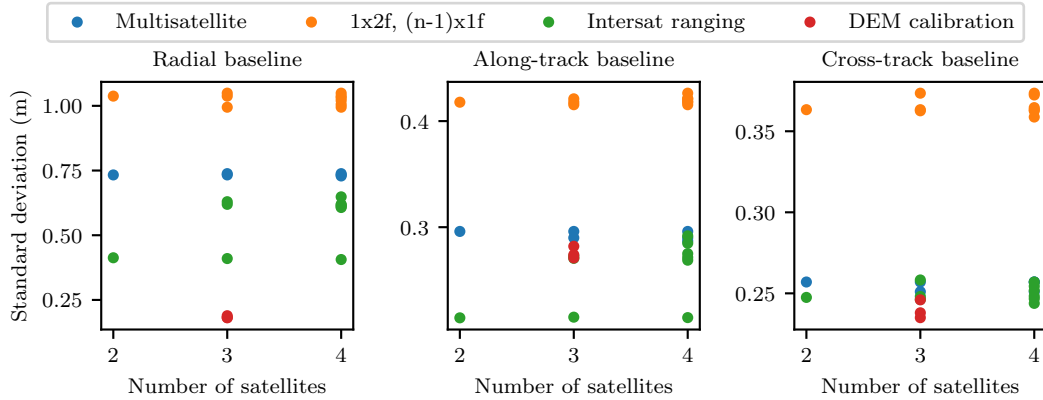 Multisatellite 1x2f, (n-1)x1f Intersat ranging DEM calibration
Radial baseline Along-track baseline Cross-track baseline
Standard deviation (m)
1.00
0.75
0.50
0.25
2 3 4
Number of satellites
0.4
0.3
2 3 4
Number of satellites
0.35
0.30
0.25
2 3 4
Number of satellites